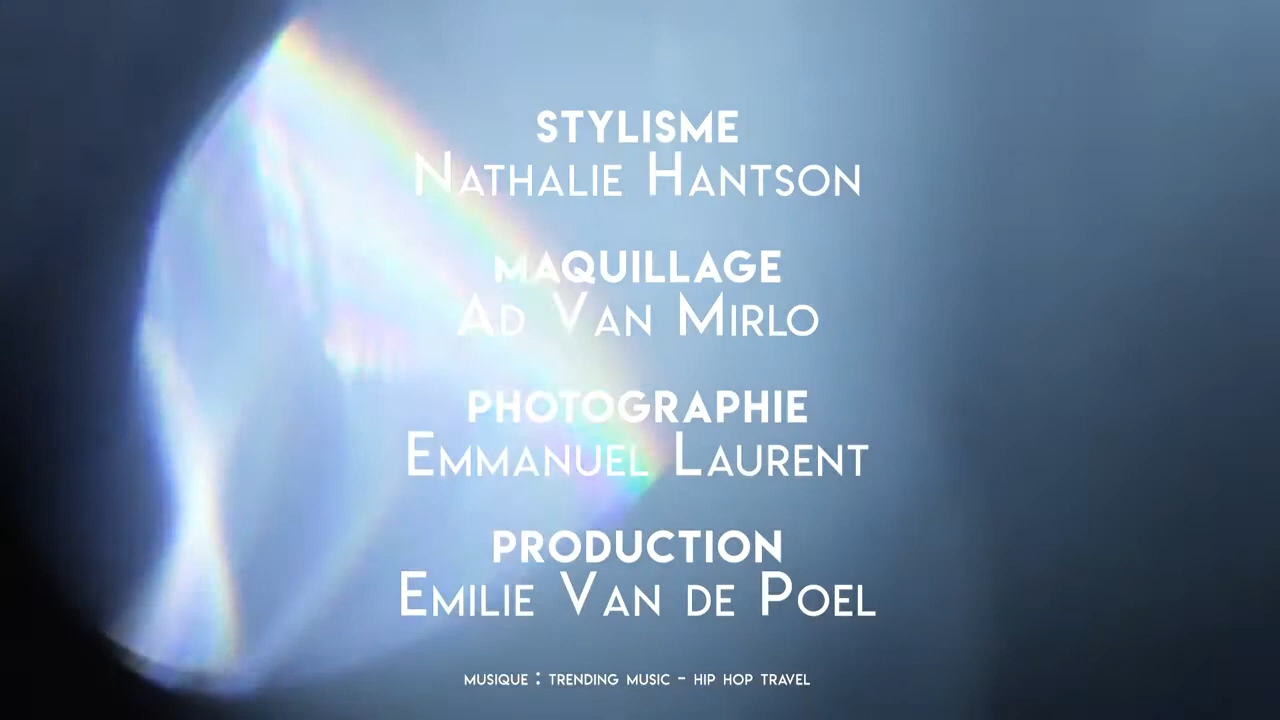 STYLISME
NATHALIE HANTSON
MAQUILLAGE
AD VAN MIRLO
PHOTOGRAPHIE
EMMANUEL LAURENT
PRODUCTION
EMILIE VAN DE POEL
MUSIQUE : TRENDING MUSIC - HIP HOP TRAVEL